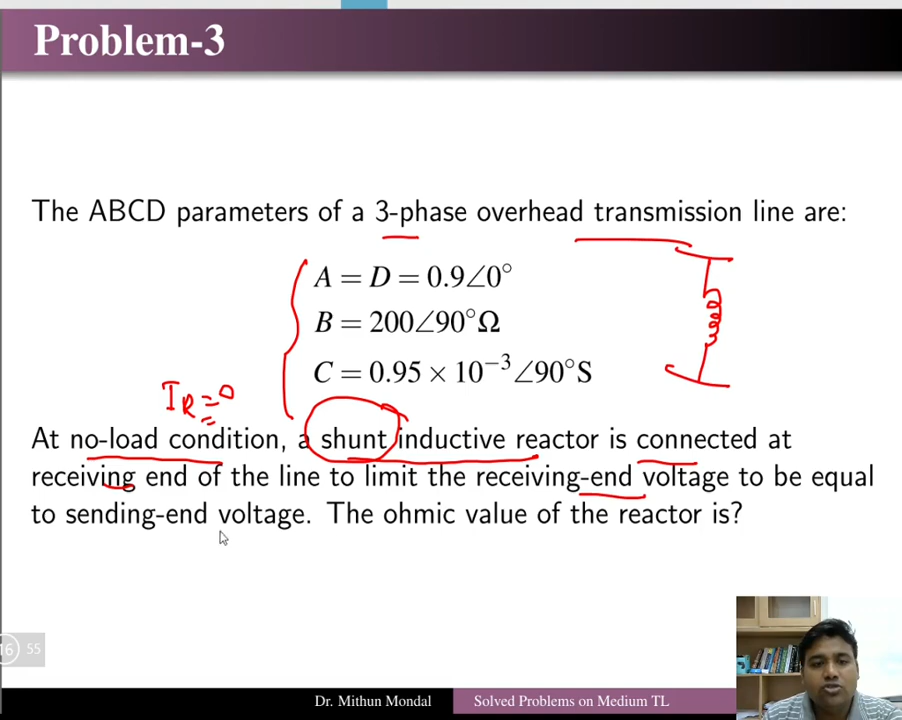 Problem-3
The ABCD parameters of a 3-phase overhead transmission line are:
A = D = 0.9∠0°
B = 200∠90°Ω
C = 0.95 × 10⁻³∠90°S
I_R = 0
At no-load condition, a shunt inductive reactor is connected at
receiving end of the line to limit the receiving-end voltage to be equal
to sending-end voltage. The ohmic value of the reactor is?
16 55
Dr. Mithun Mondal Solved Problems on Medium TL